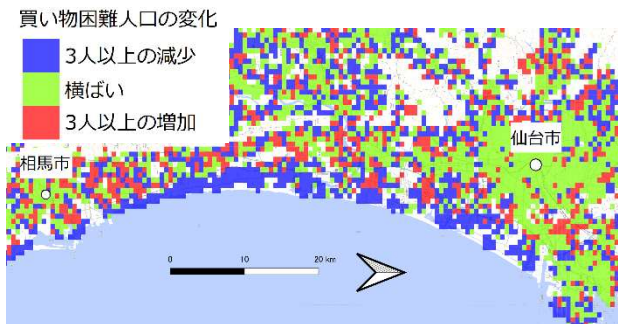 買い物困難人口の変化
3人以上の減少
横ばい
3人以上の増加
仙台市
相馬市
0 10 20 km